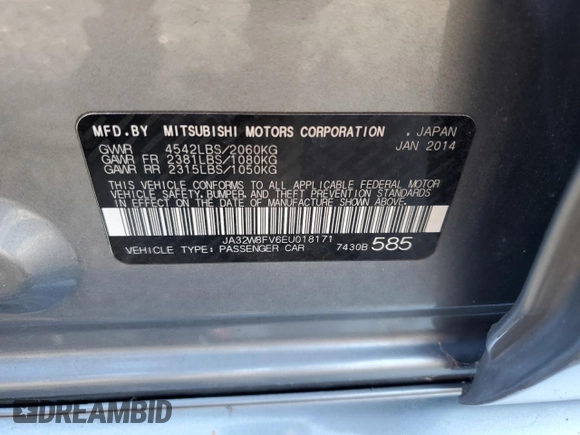 MFD.BY MITSUBISHI MOTORS CORPORATION . JAPAN
GVWR 4542LBS/2060KG JAN 2014
GAWR FR 2381LBS/1080KG
GAWR RR 2315LBS/1050KG
THIS VEHICLE CONFORMS TO ALL APPLICABLE FEDERAL MOTOR
VEHICLE SAFETY,BUMPER,AND THEFT PREVENTION STANDARDS
IN EFFECT ON THE DATE OF MANUFACTURE SHOWN ABOVE.
JA32W8FV6EU018171
VEHICLE TYPE: PASSENGER CAR 7430B 585
DREAMBID